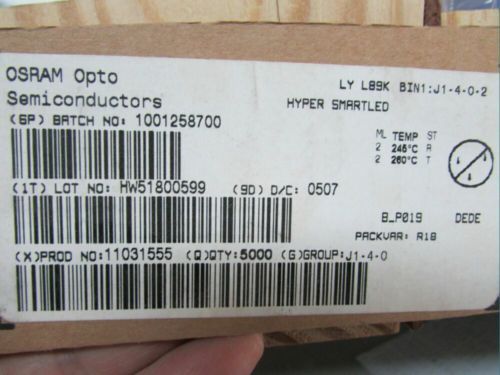 OSRAM Opto
Semiconductors
LY L89K BIN1:J1-4-0-2
HYPER SMARTLED
(6P) BATCH NO: 1001258700
ML TEMP ST
2 245°C R
2 260°C T
(1T) LOT NO: HW51800599 (9D) D/C: 0507
B_P019 DEDE
PACKVAR: R18
(X)PROD NO:11031555 (Q)QTY:5000 (G)GROUP:J1-4-0